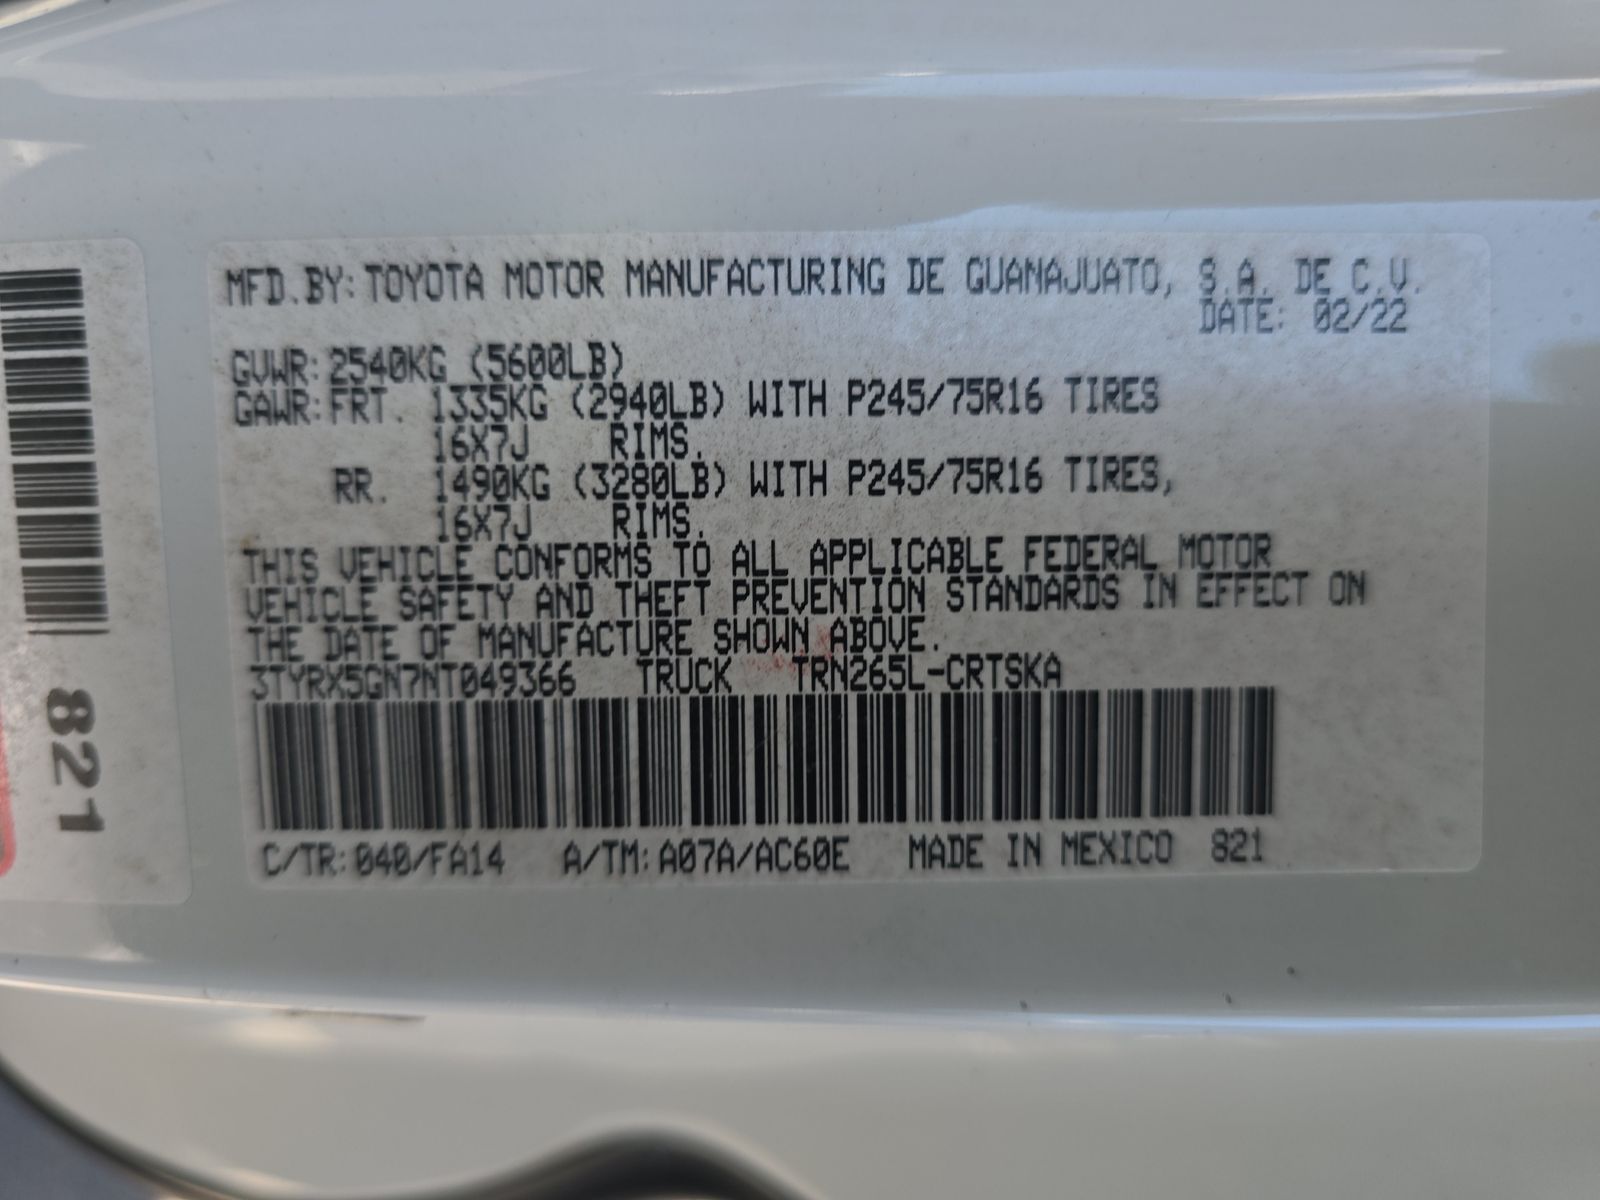 MFD.BY: TOYOTA MOTOR MANUFACTURING DE GUANAJUATO, S.A. DE C.V.
DATE: 02/22
GVWR: 2540KG (5600LB)
GAWR: FRT. 1335KG (2940LB) WITH P245/75R16 TIRES
16X7J RIMS.
RR. 1490KG (3280LB) WITH P245/75R16 TIRES,
16X7J RIMS.
THIS VEHICLE CONFORMS TO ALL APPLICABLE FEDERAL MOTOR
VEHICLE SAFETY AND THEFT PREVENTION STANDARDS IN EFFECT ON
THE DATE OF MANUFACTURE SHOWN ABOVE.
3TYRX5GN7NT049366 TRUCK TRN265L-CRTSKA
C/TR: 040/FA14 A/TM: A07A/AC60E MADE IN MEXICO 821
821